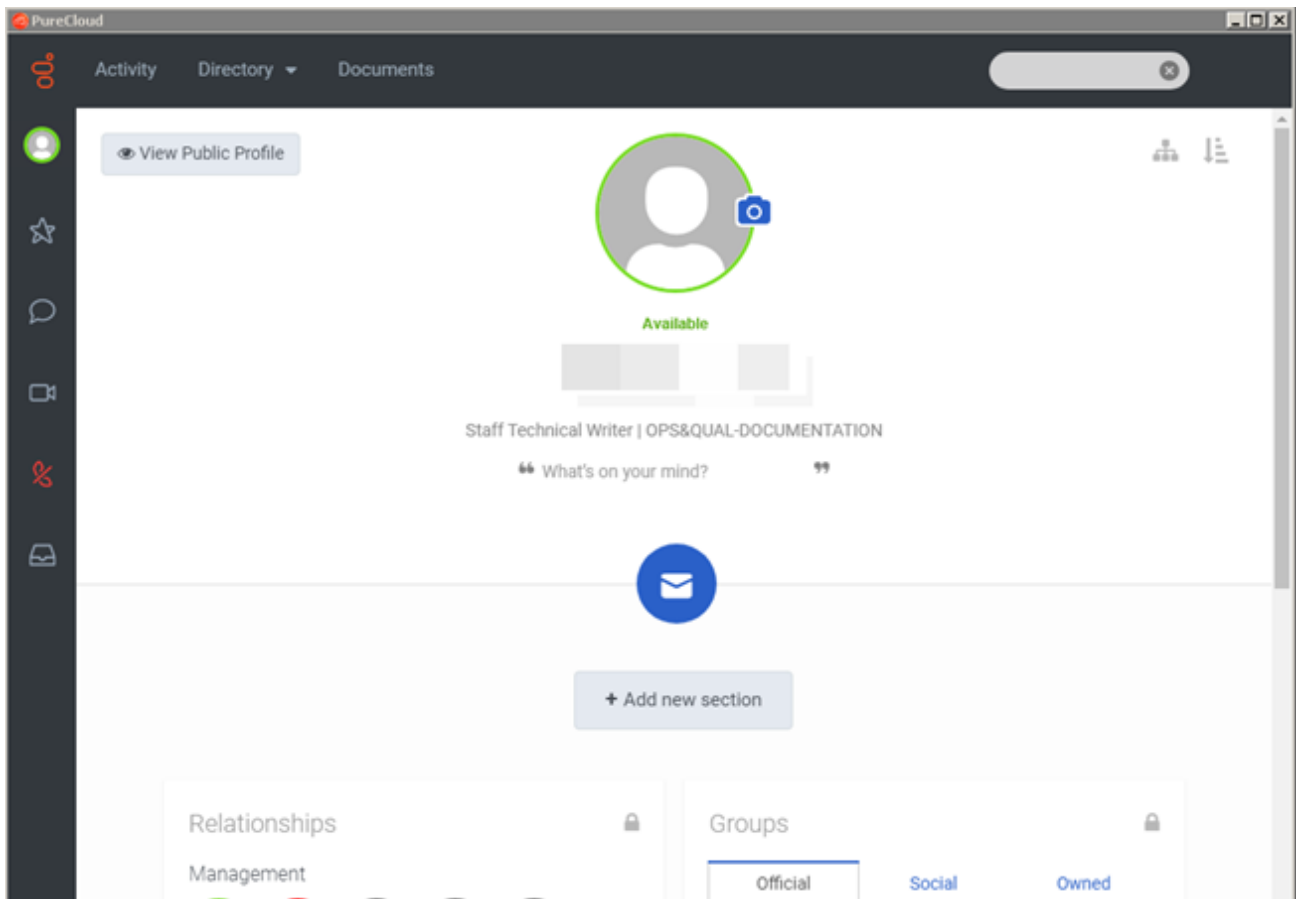 PureCloud
Activity Directory Documents
View Public Profile
Available
Staff Technical Writer | OPS&QUAL-DOCUMENTATION
❝ What's on your mind? ❞
+ Add new section
Relationships
Management
Groups
Official Social Owned